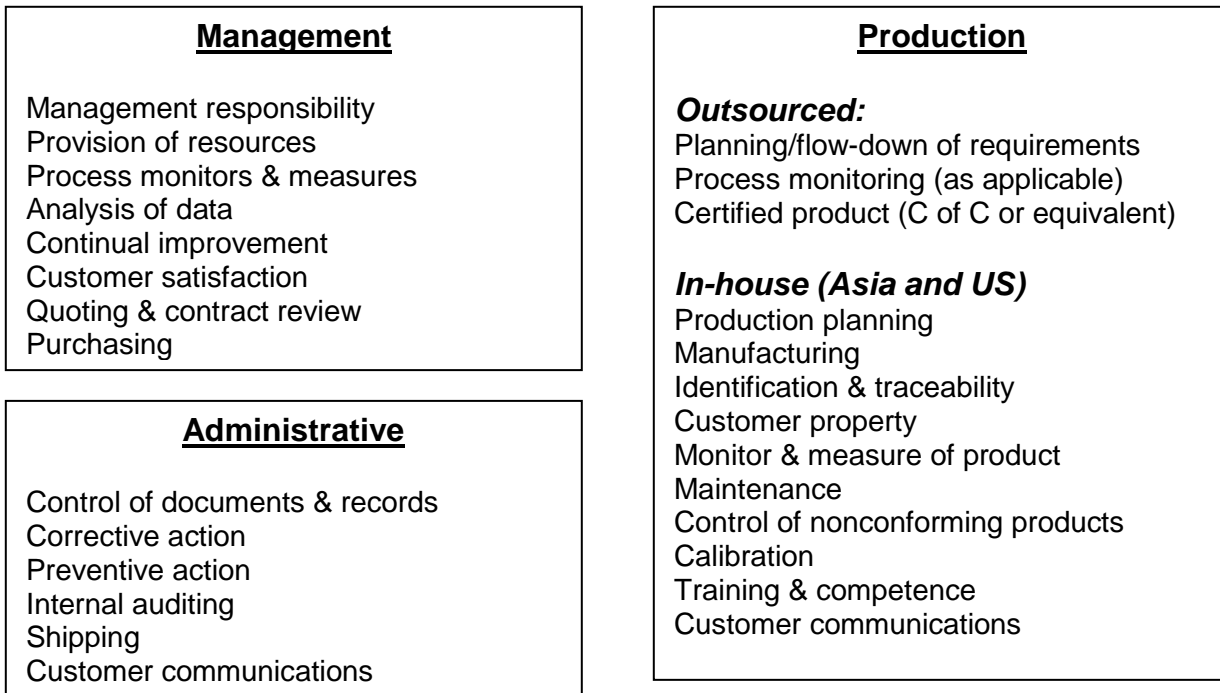 Management
Management responsibility
Provision of resources
Process monitors & measures
Analysis of data
Continual improvement
Customer satisfaction
Quoting & contract review
Purchasing
Administrative
Control of documents & records
Corrective action
Preventive action
Internal auditing
Shipping
Customer communications
Production
Outsourced:
Planning/flow-down of requirements
Process monitoring (as applicable)
Certified product (C of C or equivalent)
In-house (Asia and US)
Production planning
Manufacturing
Identification & traceability
Customer property
Monitor & measure of product
Maintenance
Control of nonconforming products
Calibration
Training & competence
Customer communications